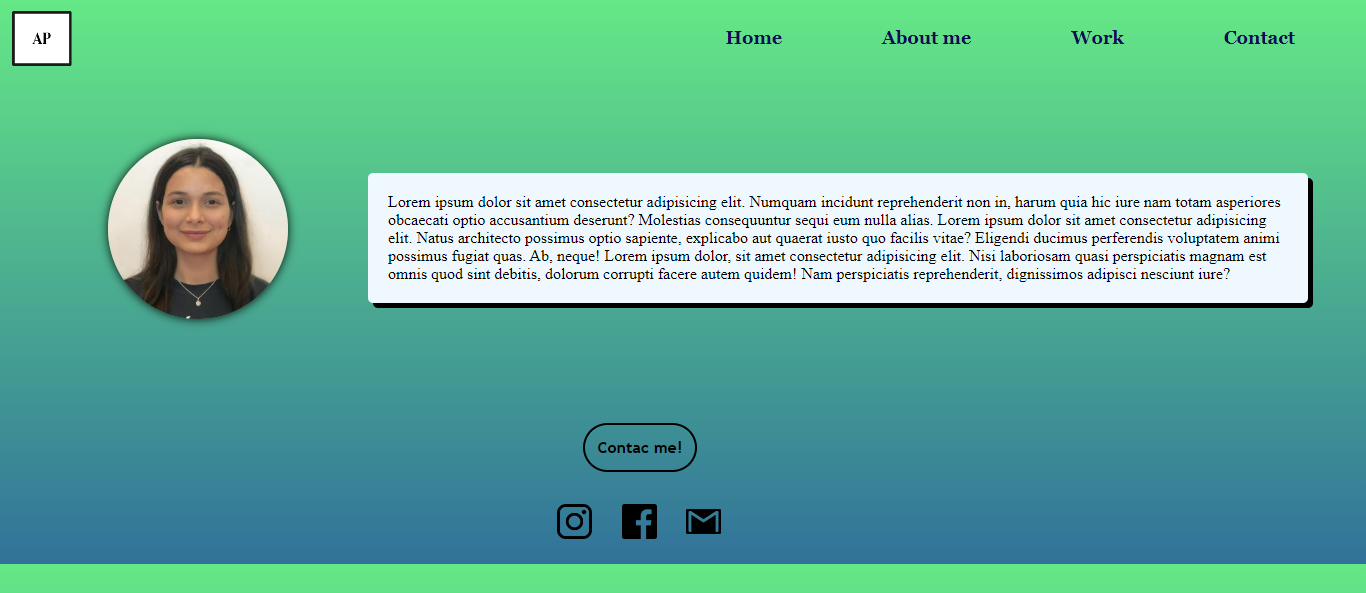 AP
Home About me Work Contact
Lorem ipsum dolor sit amet consectetur adipisicing elit. Numquam incidunt reprehenderit non in, harum quia hic iure nam totam asperiores
obcaecati optio accusantium deserunt? Molestias consequuntur sequi eum nulla alias. Lorem ipsum dolor sit amet consectetur adipisicing
elit. Natus architecto possimus optio sapiente, explicabo aut quaerat iusto quo facilis vitae? Eligendi ducimus perferendis voluptatem animi
possimus fugiat quas. Ab, neque! Lorem ipsum dolor, sit amet consectetur adipisicing elit. Nisi laboriosam quasi perspiciatis magnam est
omnis quod sint debitis, dolorum corrupti facere autem quidem! Nam perspiciatis reprehenderit, dignissimos adipisci nesciunt iure?
Contac me!